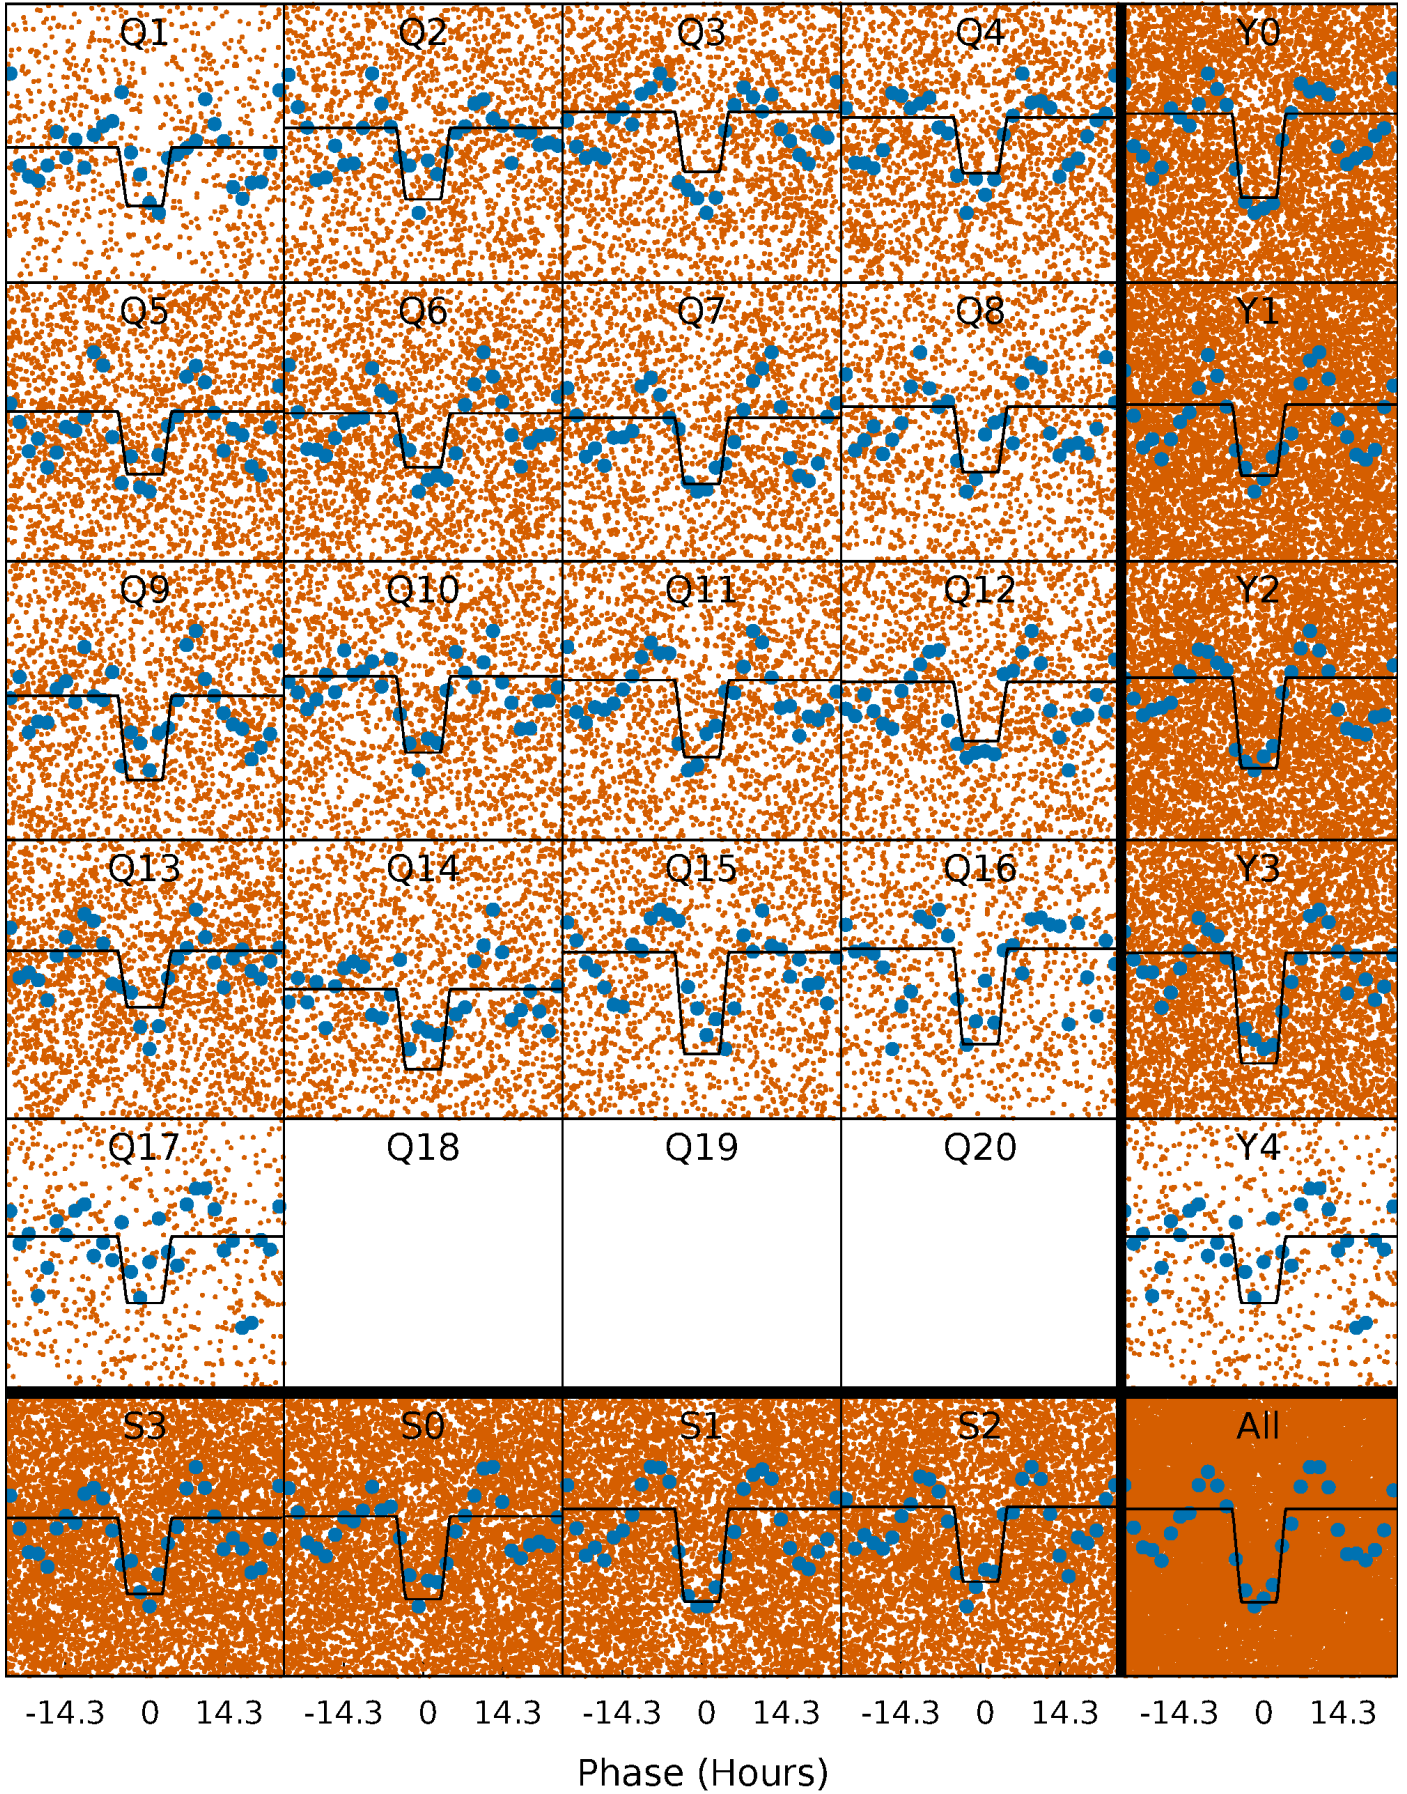 Q1 Q2 Q3 Q4 Y0
Q5 Q6 Q7 Q8 Y1
Q9 Q10 Q11 Q12 Y2
Q13 Q14 Q15 Q16 Y3
Q17 Q18 Q19 Q20 Y4
S3 S0 S1 S2 All
-14.3 0 14.3 -14.3 0 14.3 -14.3 0 14.3 -14.3 0 14.3 -14.3 0 14.3
Phase (Hours)